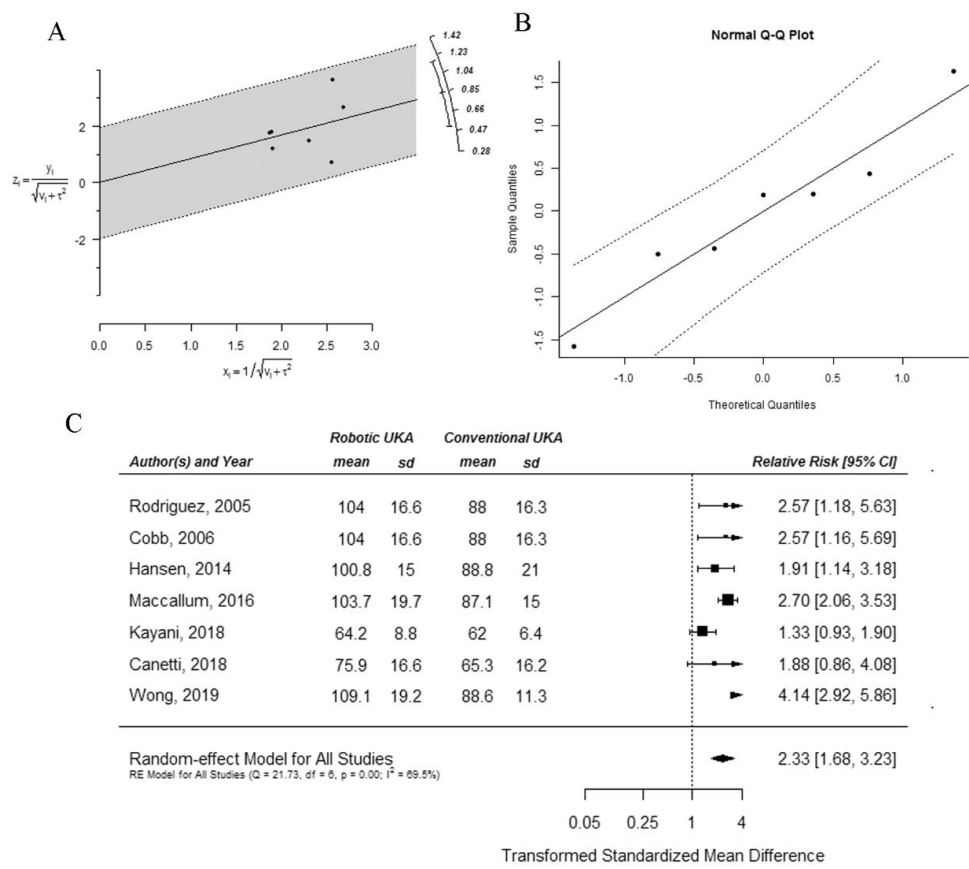 A
1.42
1.23
1.04
0.85
0.66
0.47
0.28
2
0
-2
zᵢ = yᵢ / √(vᵢ + τ²)
0.0 0.5 1.0 1.5 2.0 2.5 3.0
xᵢ = 1/√(vᵢ + τ²)
B
Normal Q-Q Plot
Sample Quantiles
1.5
1.0
0.5
0.0
-0.5
-1.0
-1.5
-1.0 -0.5 0.0 0.5 1.0
Theoretical Quantiles
C
Robotic UKA Conventional UKA
Author(s) and Year mean sd mean sd Relative Risk [95% CI]
Rodriguez, 2005 104 16.6 88 16.3 2.57 [1.18, 5.63]
Cobb, 2006 104 16.6 88 16.3 2.57 [1.16, 5.69]
Hansen, 2014 100.8 15 88.8 21 1.91 [1.14, 3.18]
Maccallum, 2016 103.7 19.7 87.1 15 2.70 [2.06, 3.53]
Kayani, 2018 64.2 8.8 62 6.4 1.33 [0.93, 1.90]
Canetti, 2018 75.9 16.6 65.3 16.2 1.88 [0.86, 4.08]
Wong, 2019 109.1 19.2 88.6 11.3 4.14 [2.92, 5.86]
Random-effect Model for All Studies 2.33 [1.68, 3.23]
RE Model for All Studies (Q = 21.73, df = 6, p = 0.00; I² = 69.5%)
0.05 0.25 1 4
Transformed Standardized Mean Difference